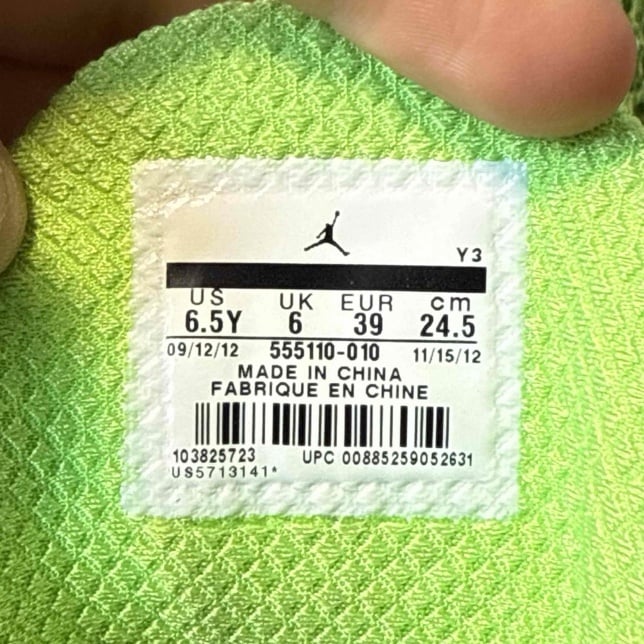 Y3
US UK EUR cm
6.5Y 6 39 24.5
09/12/12 555110-010 11/15/12
MADE IN CHINA
FABRIQUE EN CHINE
103825723 UPC 00885259052631
US5713141*